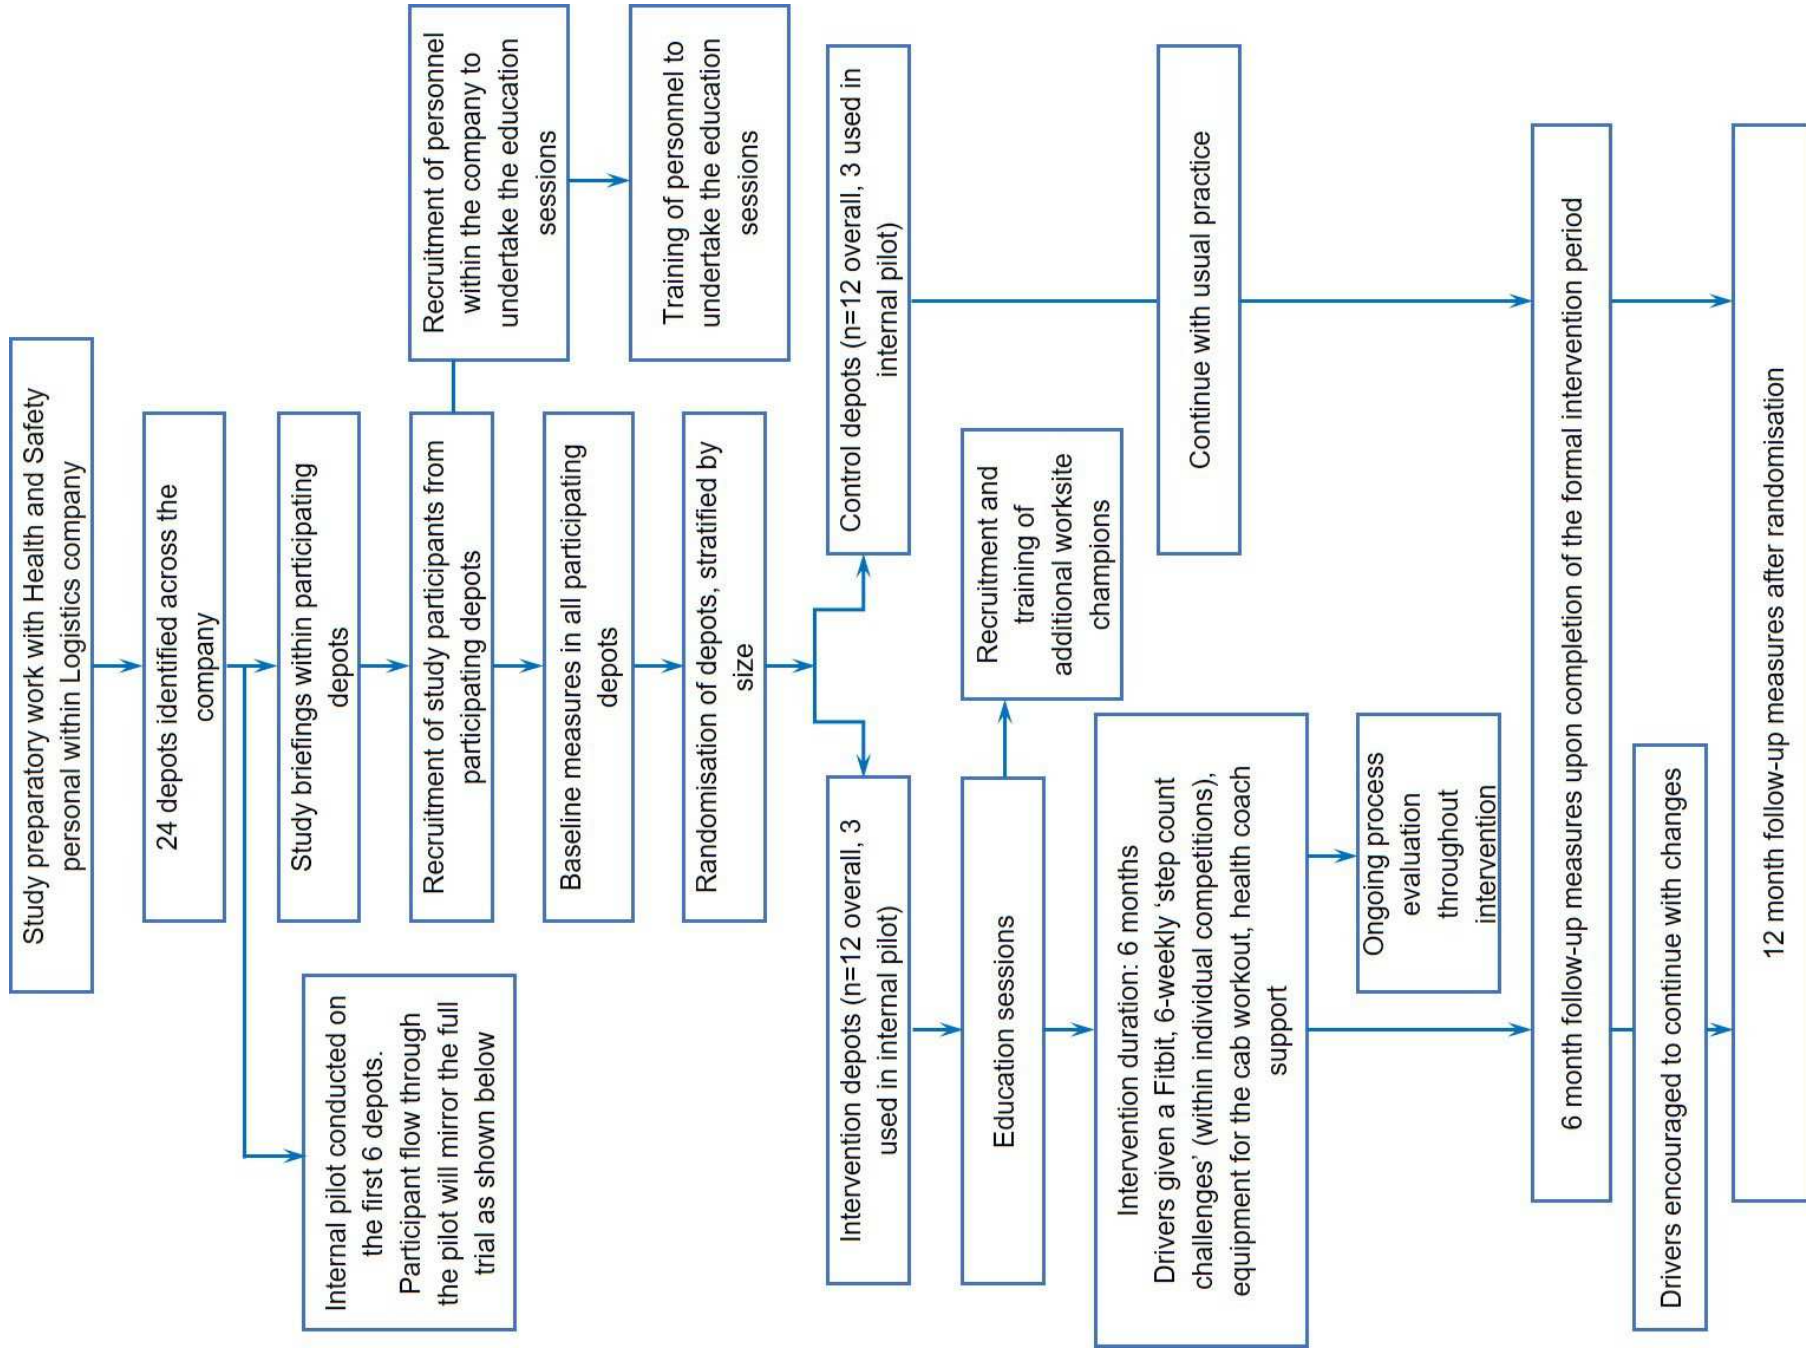 Study preparatory work with Health and Safety
personal within Logistics company
24 depots identified across the
company
Internal pilot conducted on
the first 6 depots.
Participant flow through
the pilot will mirror the full
trial as shown below
Study briefings within participating
depots
Recruitment of study participants from
participating depots
Recruitment of personnel
within the company to
undertake the education
sessions
Baseline measures in all participating
depots
Training of personnel to
undertake the education
sessions
Randomisation of depots, stratified by
size
Intervention depots (n=12 overall, 3
used in internal pilot)
Control depots (n=12 overall, 3 used in
internal pilot)
Education sessions
Recruitment and
training of
additional worksite
champions
Intervention duration: 6 months
Drivers given a Fitbit, 6-weekly ‘step count
challenges’ (within individual competitions),
equipment for the cab workout, health coach
support
Continue with usual practice
Ongoing process
evaluation
throughout
intervention
6 month follow-up measures upon completion of the formal intervention period
Drivers encouraged to continue with changes
12 month follow-up measures after randomisation